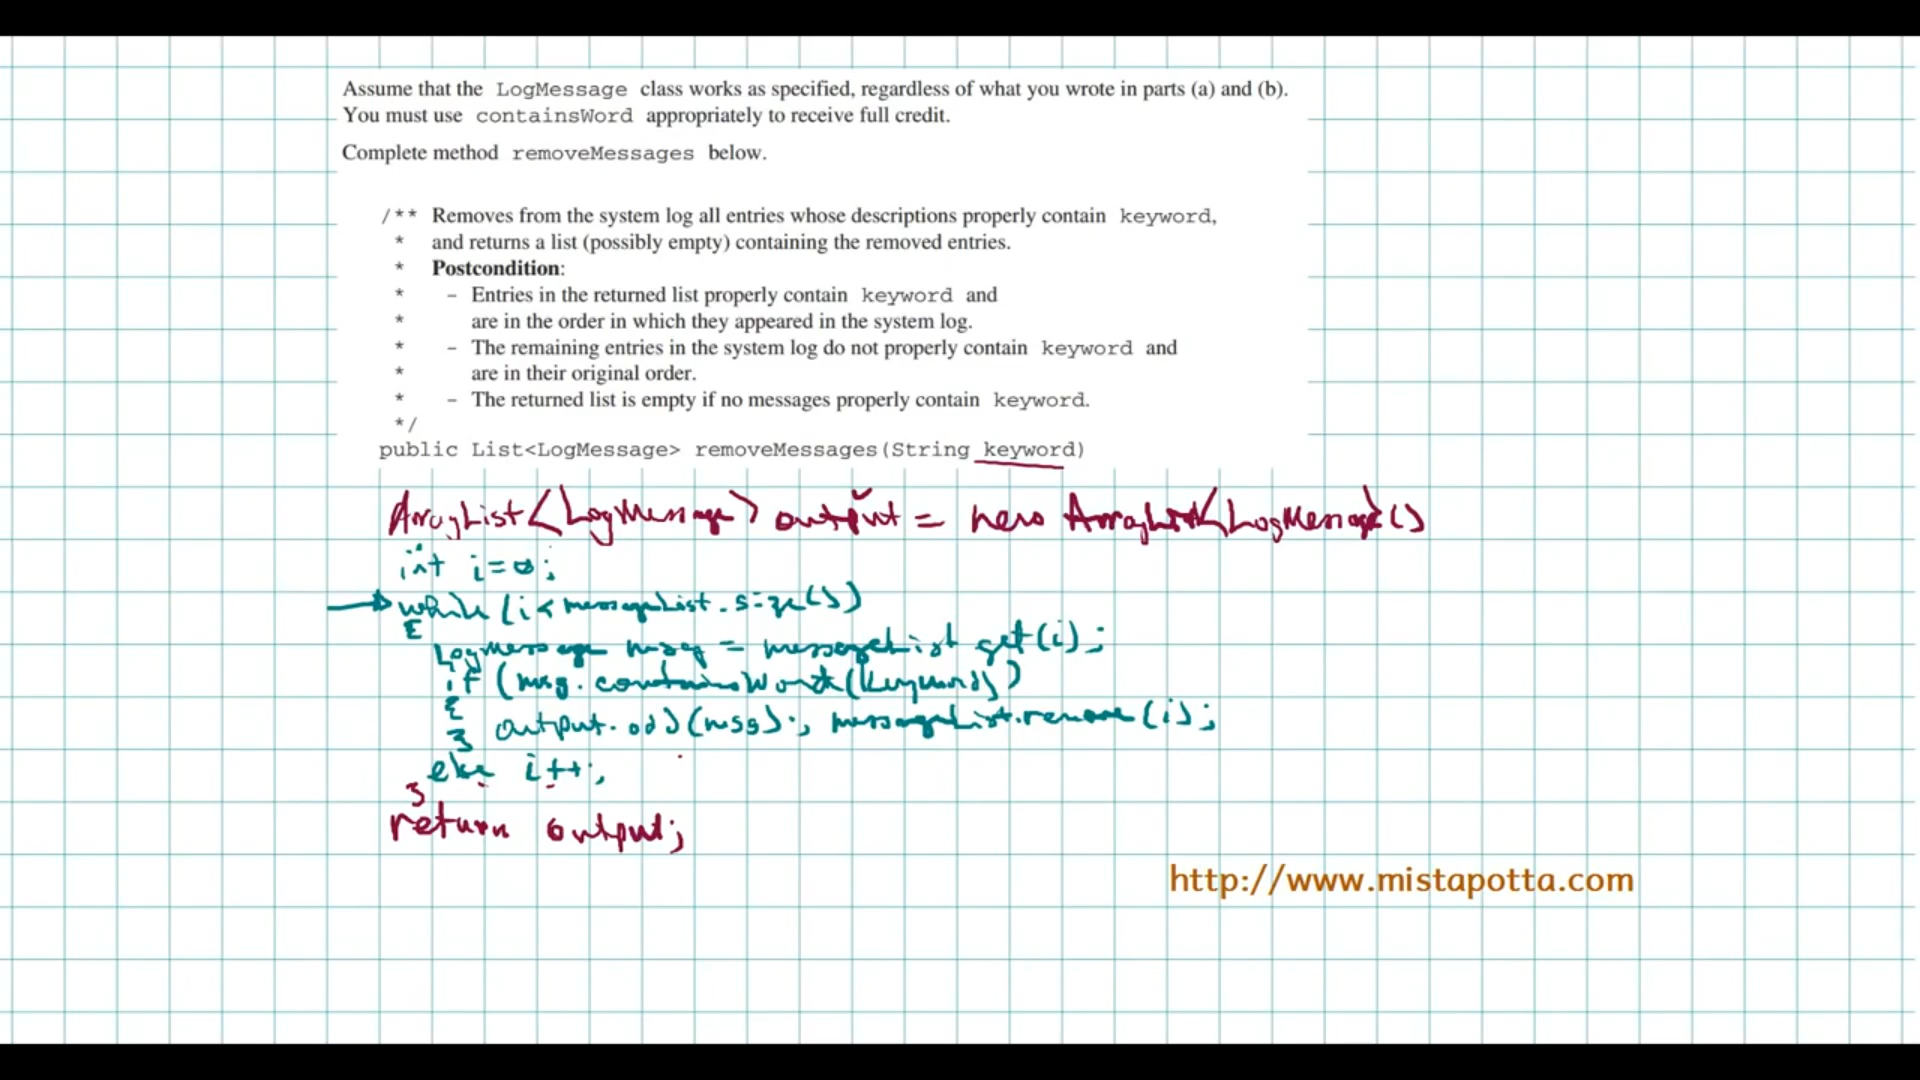 Assume that the LogMessage class works as specified, regardless of what you wrote in parts (a) and (b).
You must use containsWord appropriately to receive full credit.
Complete method removeMessages below.
/** Removes from the system log all entries whose descriptions properly contain keyword,
* and returns a list (possibly empty) containing the removed entries.
* Postcondition:
* – Entries in the returned list properly contain keyword and
* are in the order in which they appeared in the system log.
* – The remaining entries in the system log do not properly contain keyword and
* are in their original order.
* – The returned list is empty if no messages properly contain keyword.
*/
public List<LogMessage> removeMessages(String keyword)
ArrayList<LogMessage> output = new ArrayList<LogMessage>()
int i=0;
while (i < messageList.size())
{
LogMessage msg = messageList.get(i);
if (msg.containsWord(keyword))
{ output.add(msg); messageList.remove(i);
}
else i++;
}
return output;
http://www.mistapotta.com